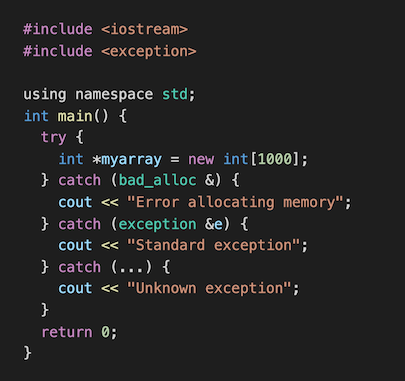 #include <iostream>
#include <exception>

using namespace std;
int main() {
  try {
    int *myarray = new int[1000];
  } catch (bad_alloc &) {
    cout << "Error allocating memory";
  } catch (exception &e) {
    cout << "Standard exception";
  } catch (...) {
    cout << "Unknown exception";
  }
  return 0;
}